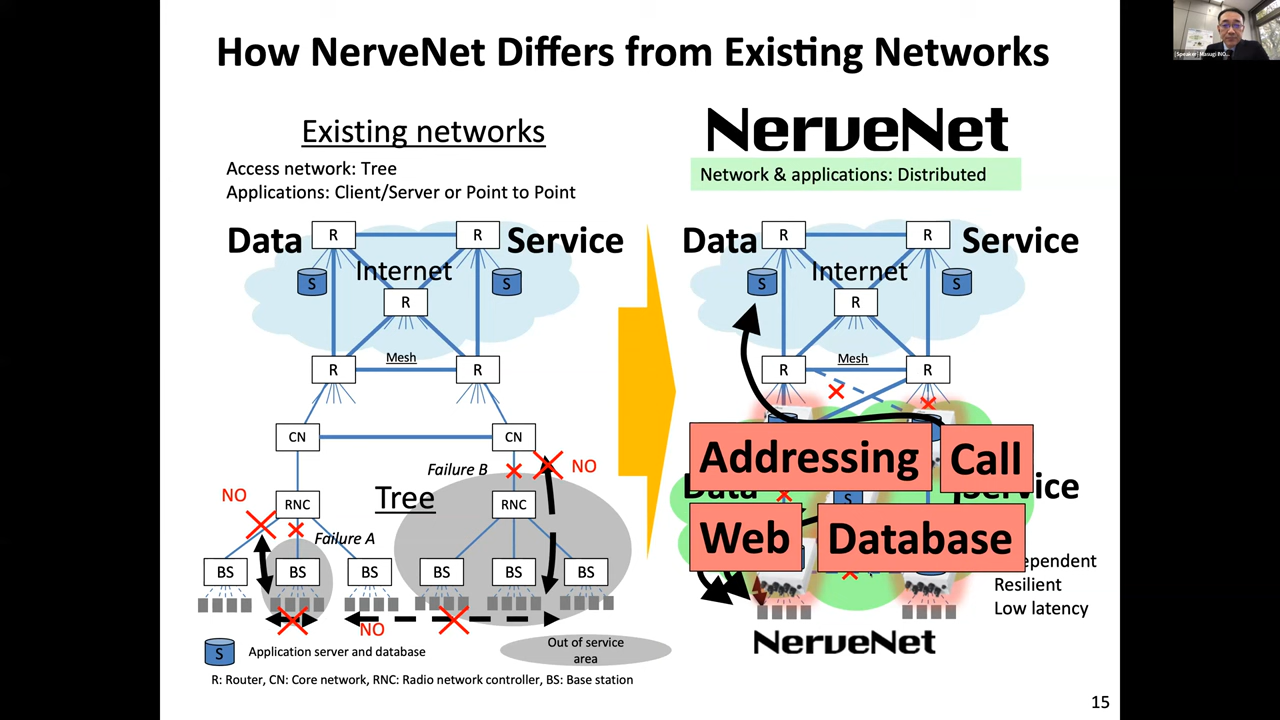 How NerveNet Differs from Existing Networks
Existing networks
Access network: Tree
Applications: Client/Server or Point to Point
Data
R
R
Service
Internet
S
S
R
Mesh
R
R
CN
CN
Failure B
NO
NO
RNC
Tree
RNC
Failure A
BS
BS
BS
BS
BS
BS
NO
S
Application server and database
Out of service
area
R: Router, CN: Core network, RNC: Radio network controller, BS: Base station
NerveNet
Network & applications: Distributed
Data
R
R
Service
Internet
S
S
R
Mesh
R
R
Addressing
Call
Data
S
Service
Web
Database
ependent
Resilient
Low latency
NerveNet
15